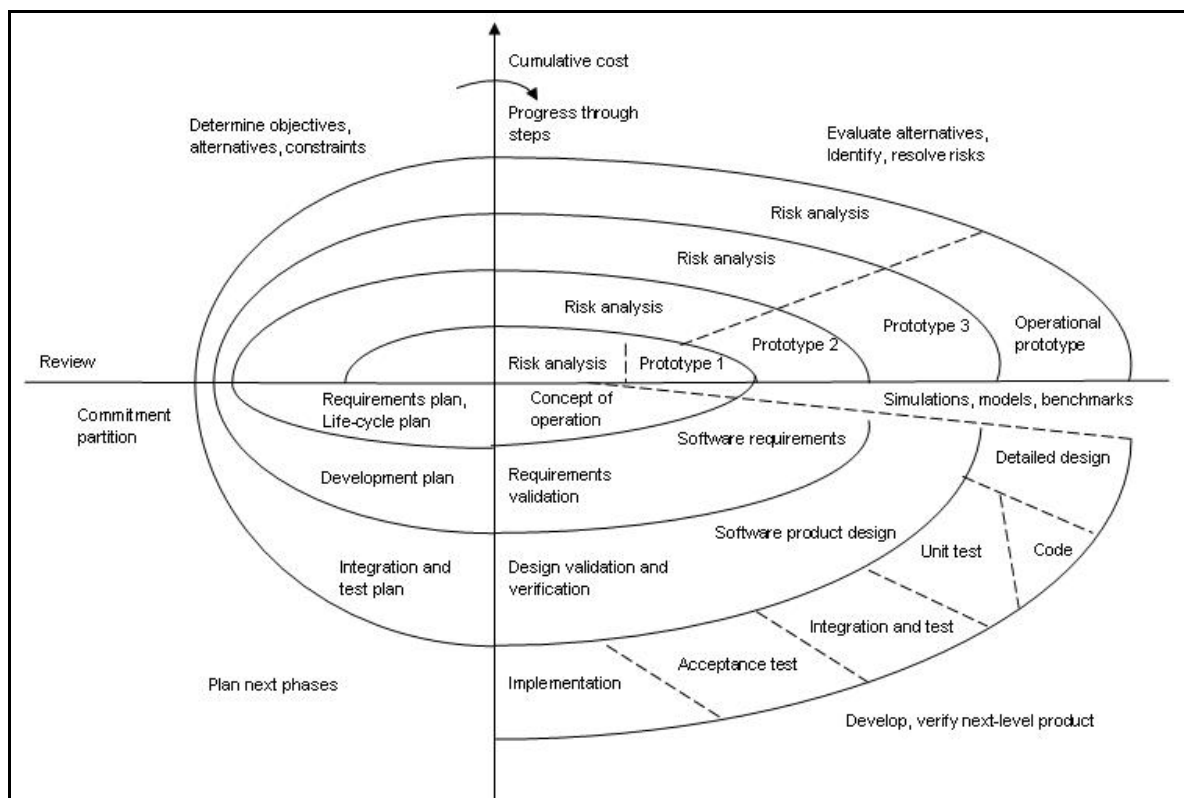 Cumulative cost
Progress through
steps
Determine objectives,
alternatives, constraints
Evaluate alternatives,
Identify, resolve risks
Risk analysis
Risk analysis
Risk analysis
Risk analysis
Prototype 1
Prototype 2
Prototype 3
Operational
prototype
Review
Commitment
partition
Requirements plan,
Life-cycle plan
Concept of
operation
Simulations, models, benchmarks
Software requirements
Detailed design
Development plan
Requirements
validation
Software product design
Unit test
Code
Integration and
test plan
Design validation and
verification
Integration and test
Acceptance test
Implementation
Plan next phases
Develop, verify next-level product